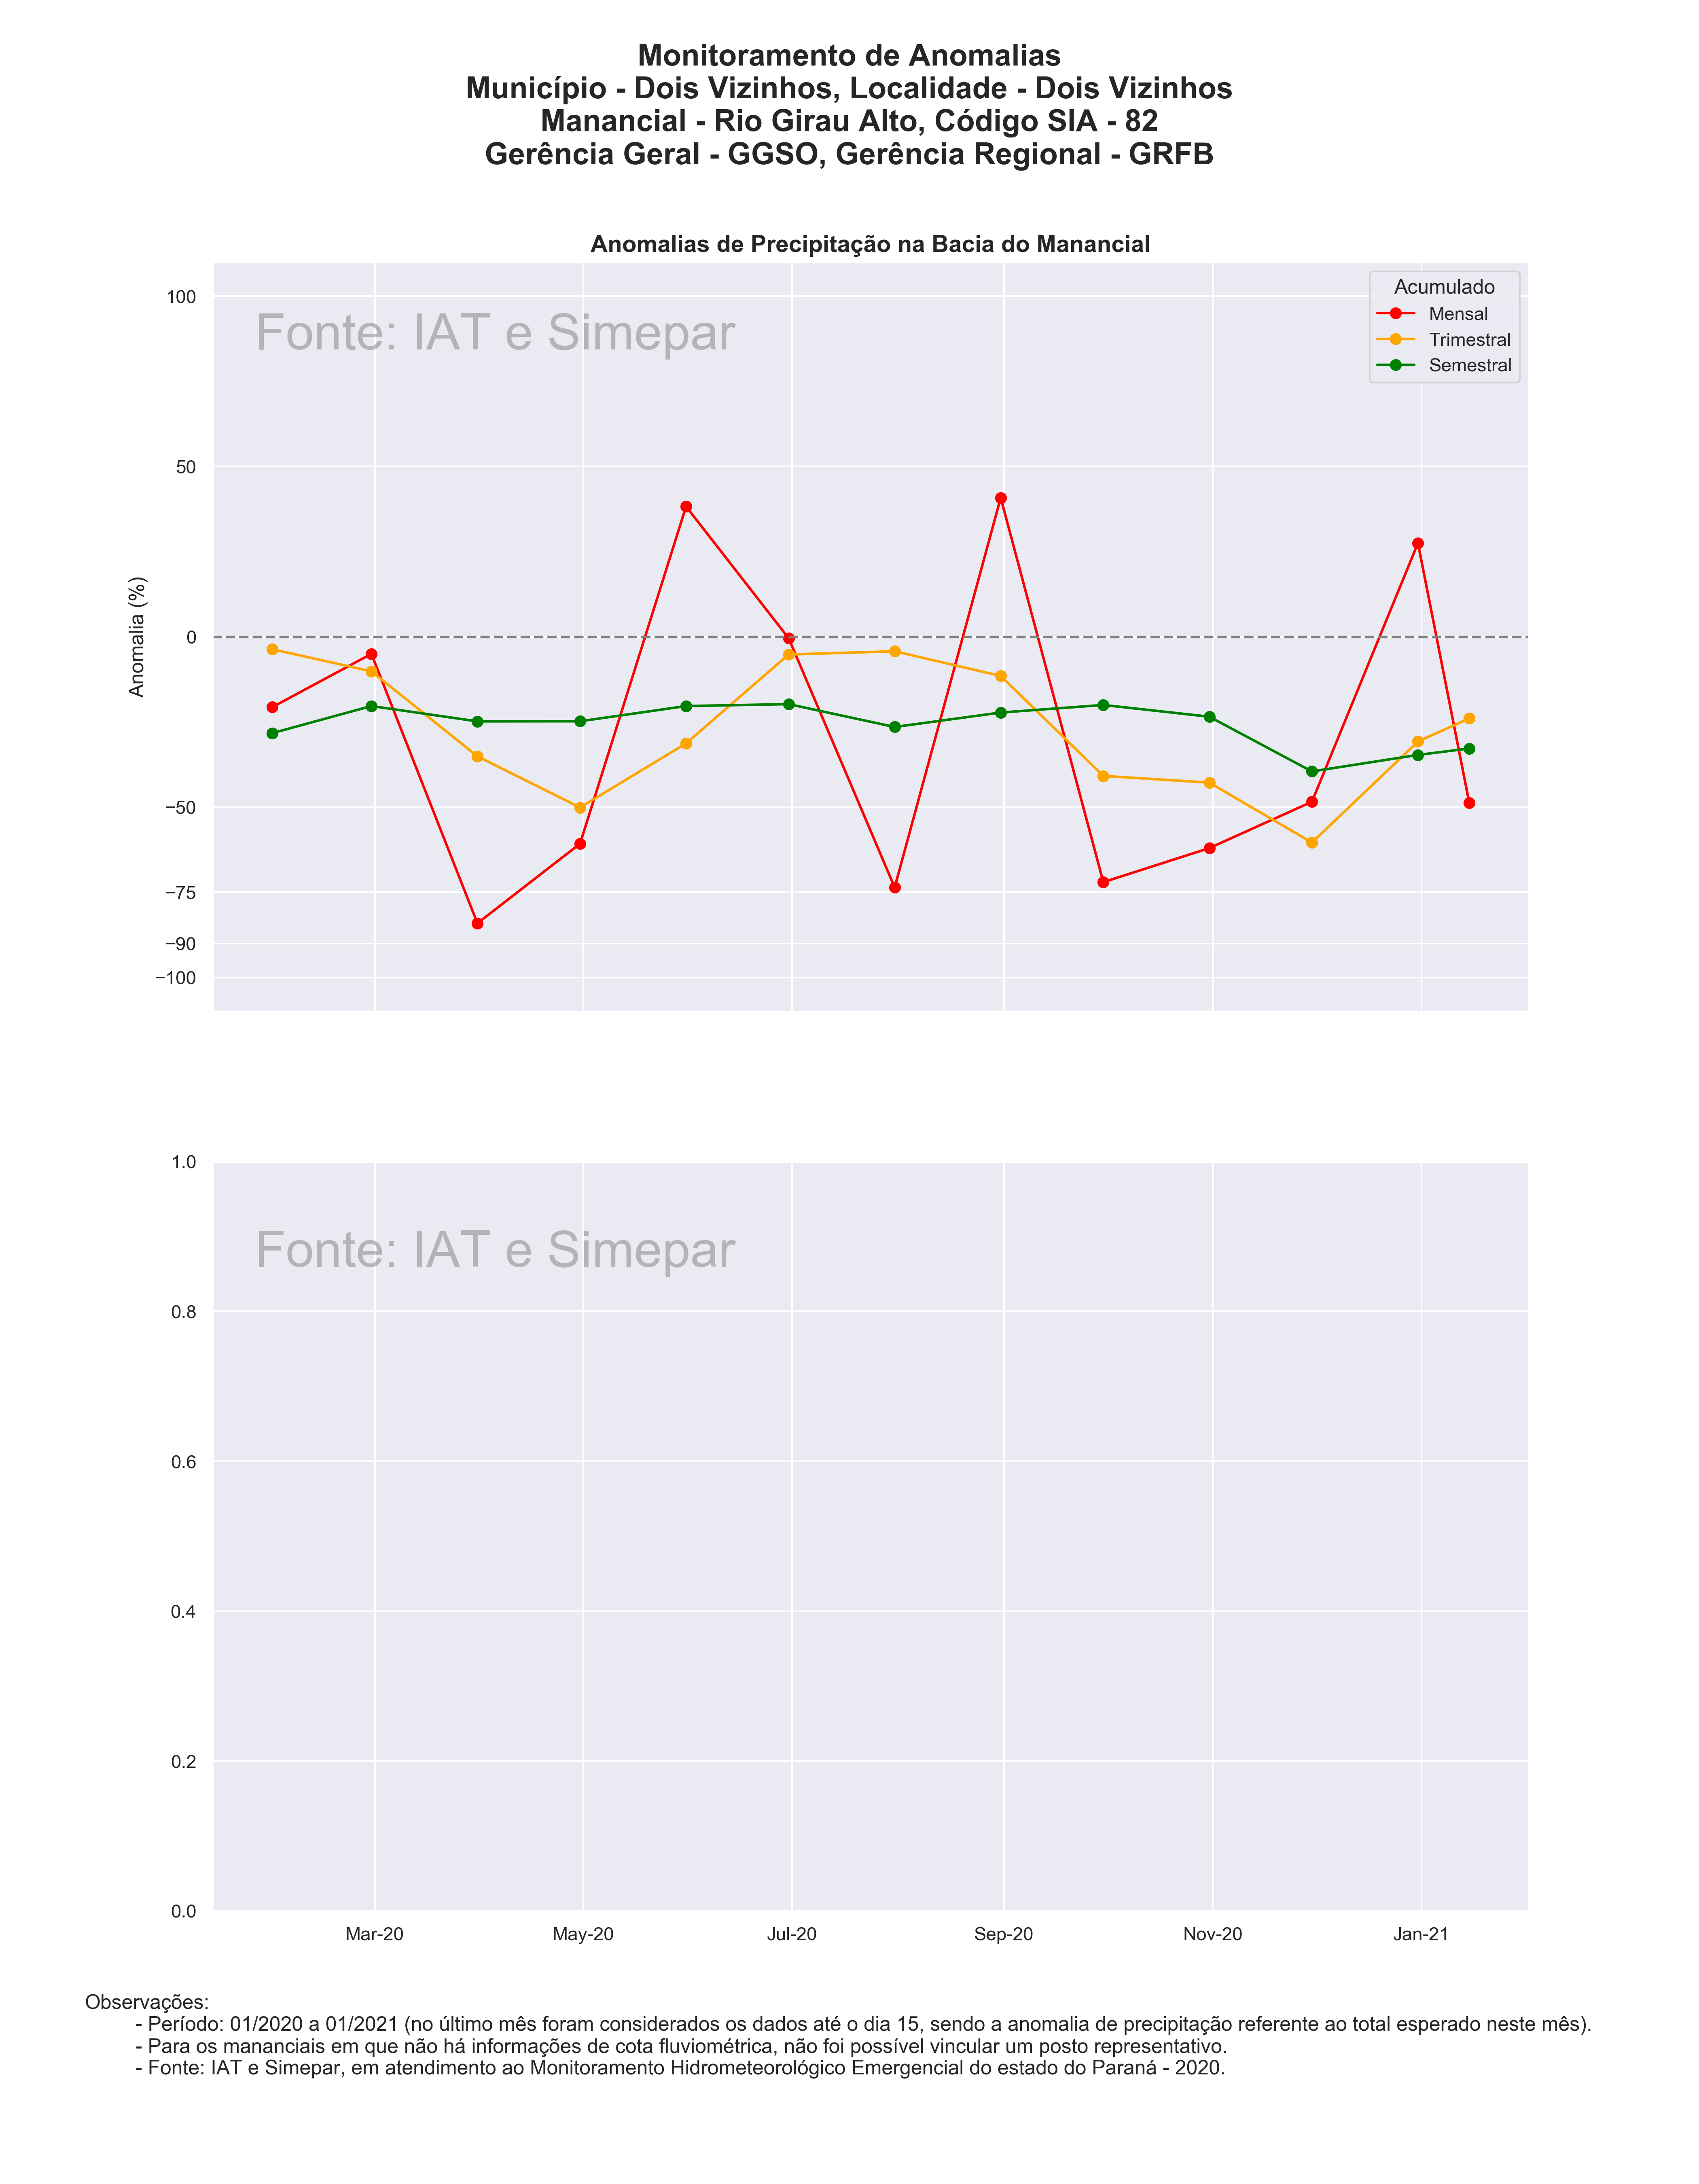 Monitoramento de Anomalias
Município - Dois Vizinhos, Localidade - Dois Vizinhos
Manancial - Rio Girau Alto, Código SIA - 82
Gerência Geral - GGSO, Gerência Regional - GRFB
Anomalias de Precipitação na Bacia do Manancial
Fonte: IAT e Simepar
Acumulado
Mensal
Trimestral
Semestral
Anomalia (%)
100
50
0
−50
−75
−90
−100
Fonte: IAT e Simepar
1.0
0.8
0.6
0.4
0.2
0.0
Mar-20 May-20 Jul-20 Sep-20 Nov-20 Jan-21
Observações:
- Período: 01/2020 a 01/2021 (no último mês foram considerados os dados até o dia 15, sendo a anomalia de precipitação referente ao total esperado neste mês).
- Para os mananciais em que não há informações de cota fluviométrica, não foi possível vincular um posto representativo.
- Fonte: IAT e Simepar, em atendimento ao Monitoramento Hidrometeorológico Emergencial do estado do Paraná - 2020.